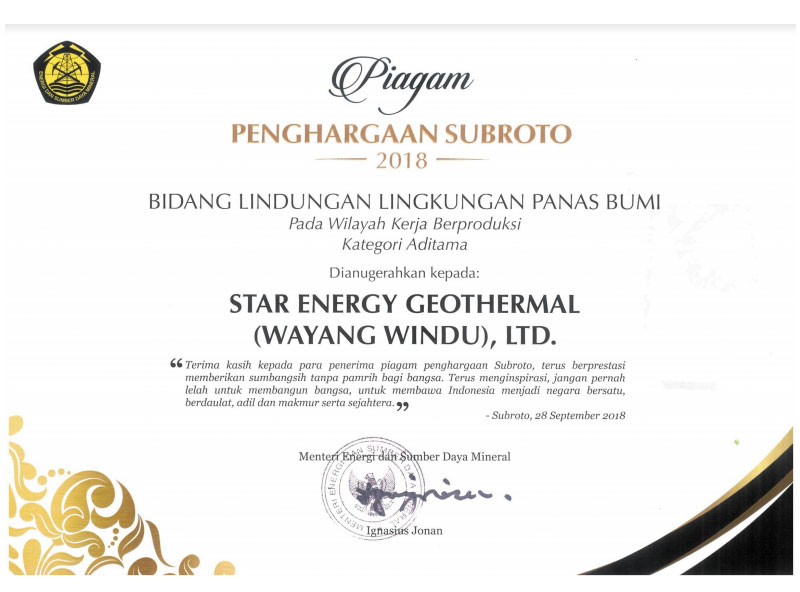 ENERGI DAN SUMBER DAYA MINERAL
Piagam
PENGHARGAAN SUBROTO
2018
BIDANG LINDUNGAN LINGKUNGAN PANAS BUMI
Pada Wilayah Kerja Berproduksi
Kategori Aditama
Dianugerahkan kepada:
STAR ENERGY GEOTHERMAL
(WAYANG WINDU), LTD.
“Terima kasih kepada para penerima piagam penghargaan Subroto, terus berprestasi
memberikan sumbangsih tanpa pamrih bagi bangsa. Terus menginspirasi, jangan pernah
lelah untuk membangun bangsa, untuk membawa Indonesia menjadi negara bersatu,
berdaulat, adil dan makmur serta sejahtera.”
- Subroto, 28 September 2018
Menteri Energi dan Sumber Daya Mineral
MENTERI ENERGI DAN SUMBER DAYA MINERAL
Ignasius Jonan